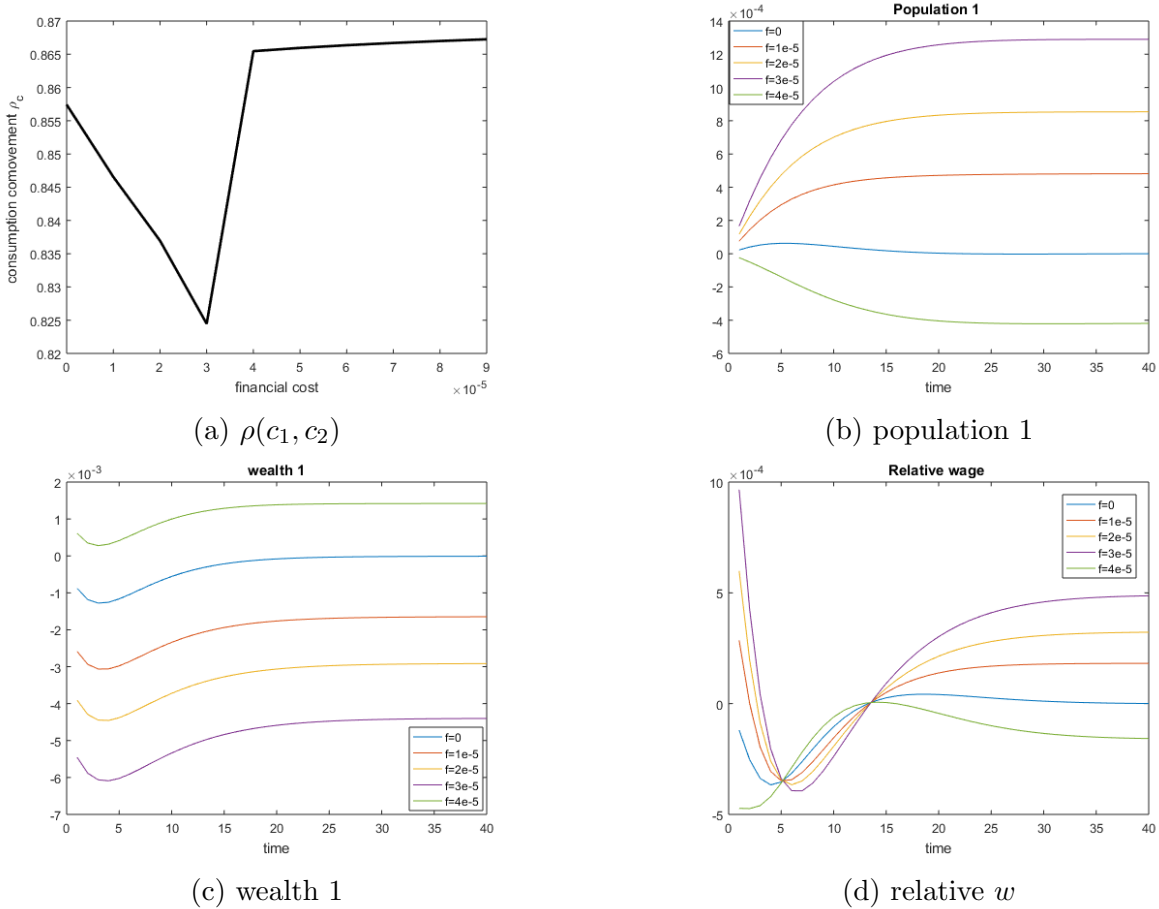 consumption comovement ρc
0.865
0.86
0.855
0.85
0.845
0.84
0.835
0.83
0.825
0.82
0 1 2 3 4 5 6 7 8 9
financial cost
×10-5
(a) ρ(c1, c2)
Population 1
×10-4
14
12
10
8
6
4
2
0
-2
-4
-6
f=0
f=1e-5
f=2e-5
f=3e-5
f=4e-5
0 5 10 15 20 25 30 35 40
time
(b) population 1
wealth 1
×10-3
2
1
0
-1
-2
-3
-4
-5
-6
-7
f=0
f=1e-5
f=2e-5
f=3e-5
f=4e-5
0 5 10 15 20 25 30 35 40
time
(c) wealth 1
Relative wage
×10-4
10
5
0
-5
f=0
f=1e-5
f=2e-5
f=3e-5
f=4e-5
0 5 10 15 20 25 30 35 40
time
(d) relative w